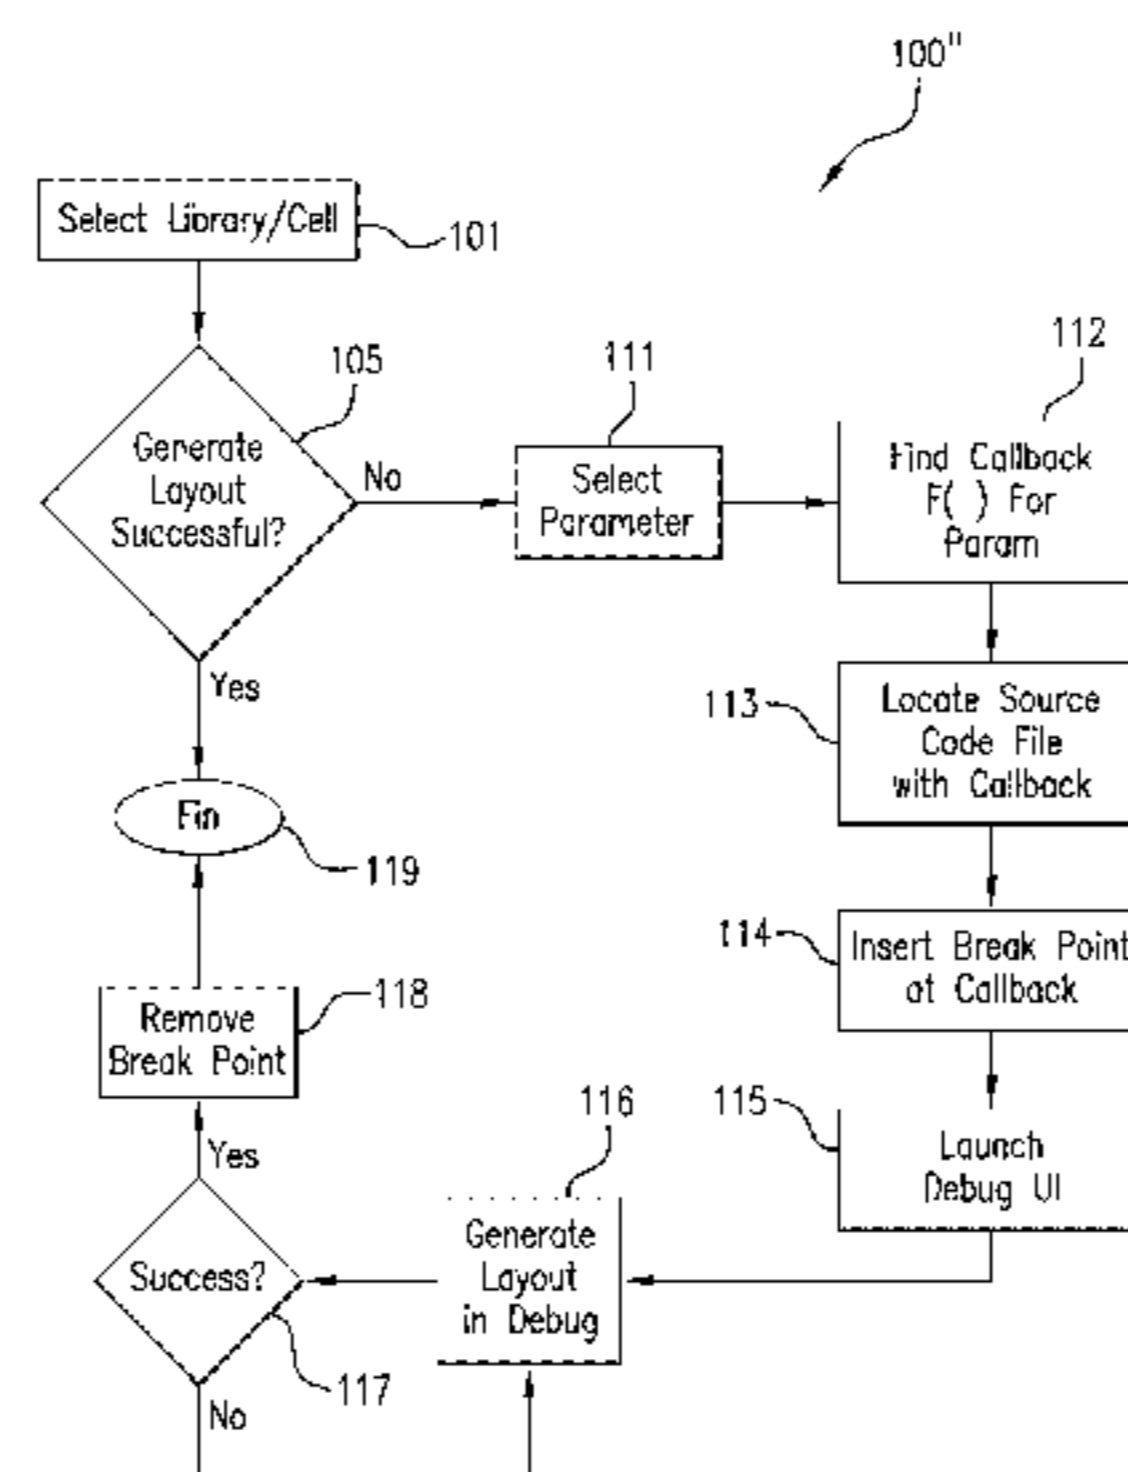 100"
Select Library/Cell
101
105
Generate
Layout
Successful?
No
Yes
111
Select
Parameter
112
Find Callback
F( ) For
Param
113
Locate Source
Code File
with Callback
114
Insert Break Point
at Callback
115
Launch
Debug UI
116
Generate
Layout
in Debug
Success?
117
Yes
No
118
Remove
Break Point
Fin
119